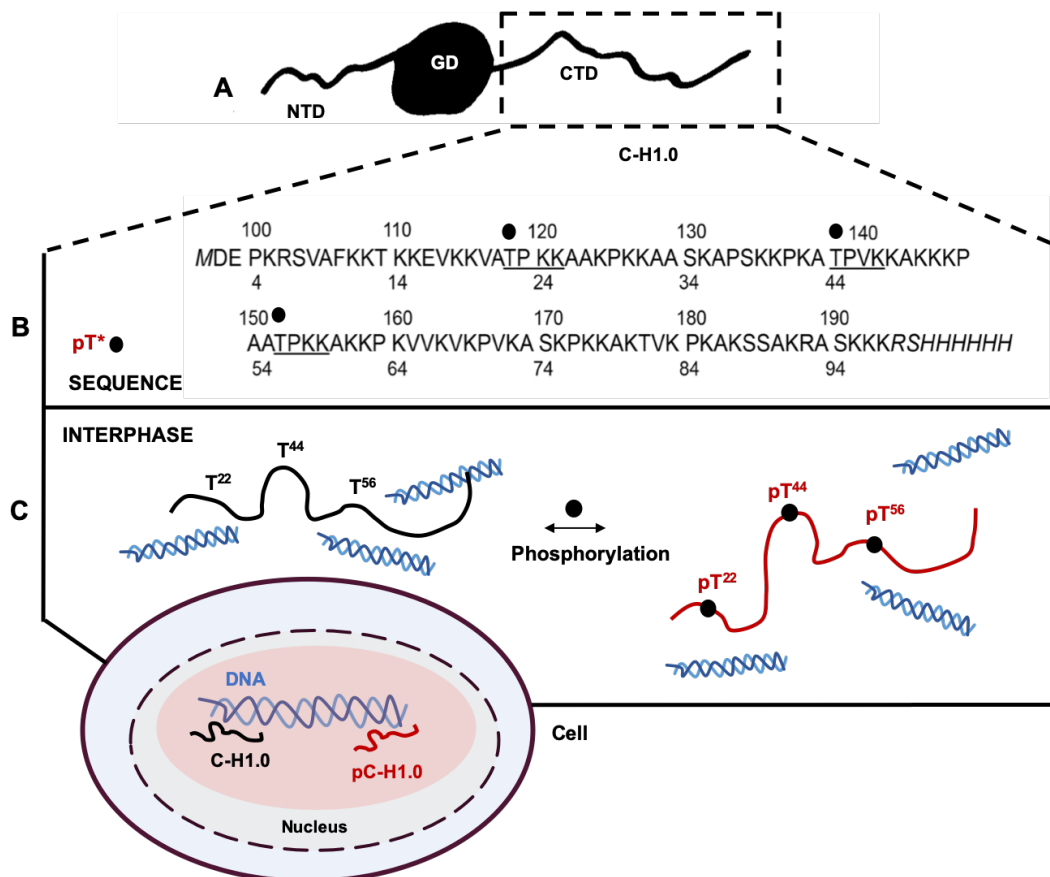 A
NTD
GD
CTD
C-H1.0
B
100 110 120 130 140
MDE PKRSVAFKKT KKEVKKVATPKKAAKPKKAA SKAPSKKPKA TPVKKAKKKP
4 14 24 34 44
150 160 170 180 190
AATPKKAKKP KVVKVKPVKA SKPKKAKTVK PKAKSSAKRA SKKKRSHHHHHH
54 64 74 84 94
pT*
SEQUENCE
C
INTERPHASE
T²² T⁴⁴ T⁵⁶
Phosphorylation
pT²² pT⁴⁴ pT⁵⁶
DNA
C-H1.0
pC-H1.0
Nucleus
Cell